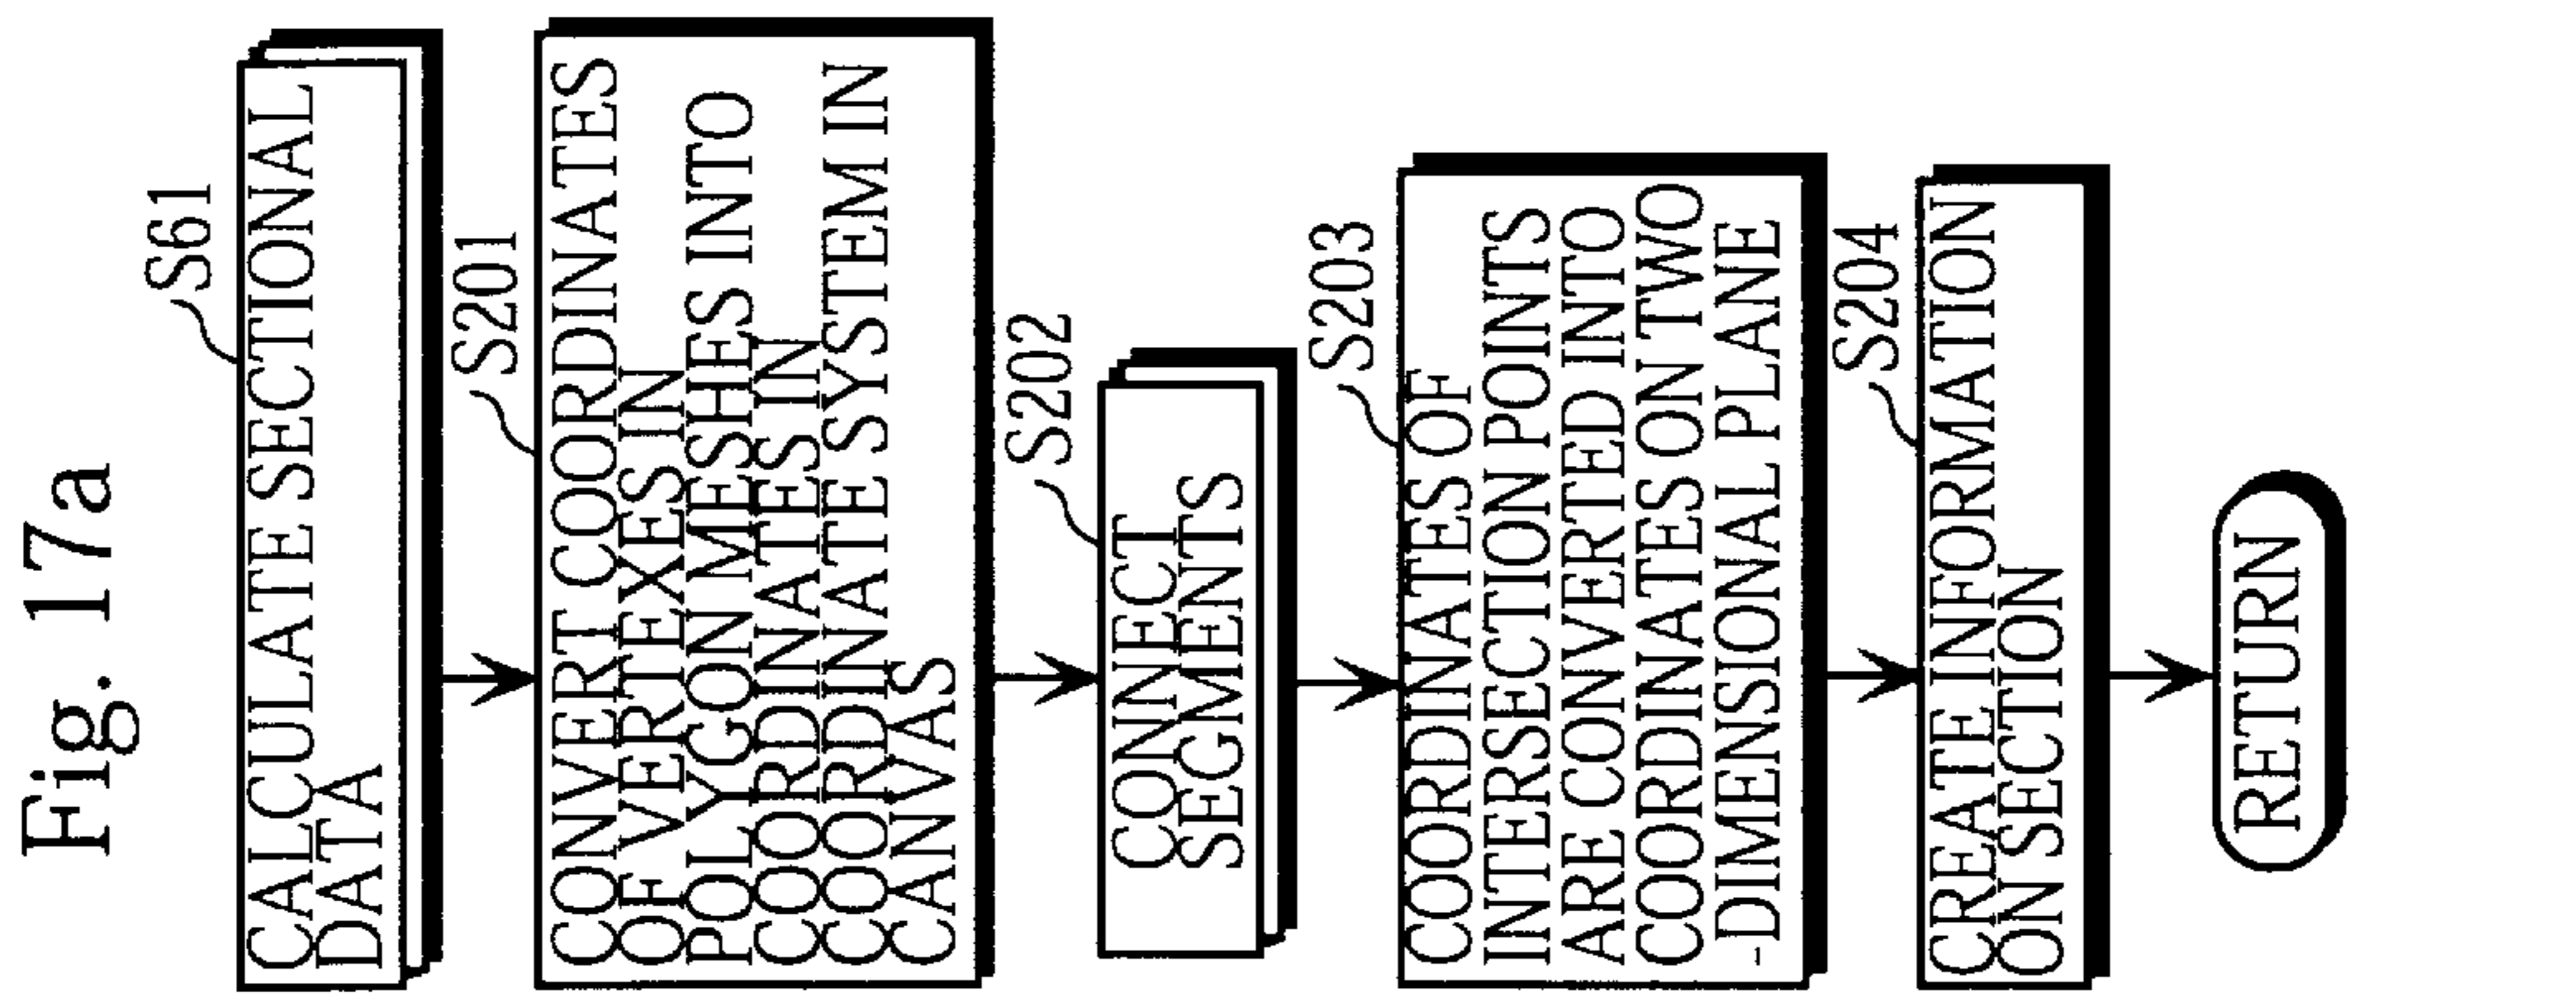 Fig. 17a
S61
CALCULATE SECTIONAL
DATA
S201
CONVERT COORDINATES
OF VERTEXES IN
POLYGON MESHES INTO
COORDINATES IN
COORDINATE SYSTEM IN
CANVAS
S202
CONNECT
SEGMENTS
S203
COORDINATES OF
INTERSECTION POINTS
ARE CONVERTED INTO
COORDINATES ON TWO
-DIMENSIONAL PLANE
S204
CREATE INFORMATION
ON SECTION
RETURN